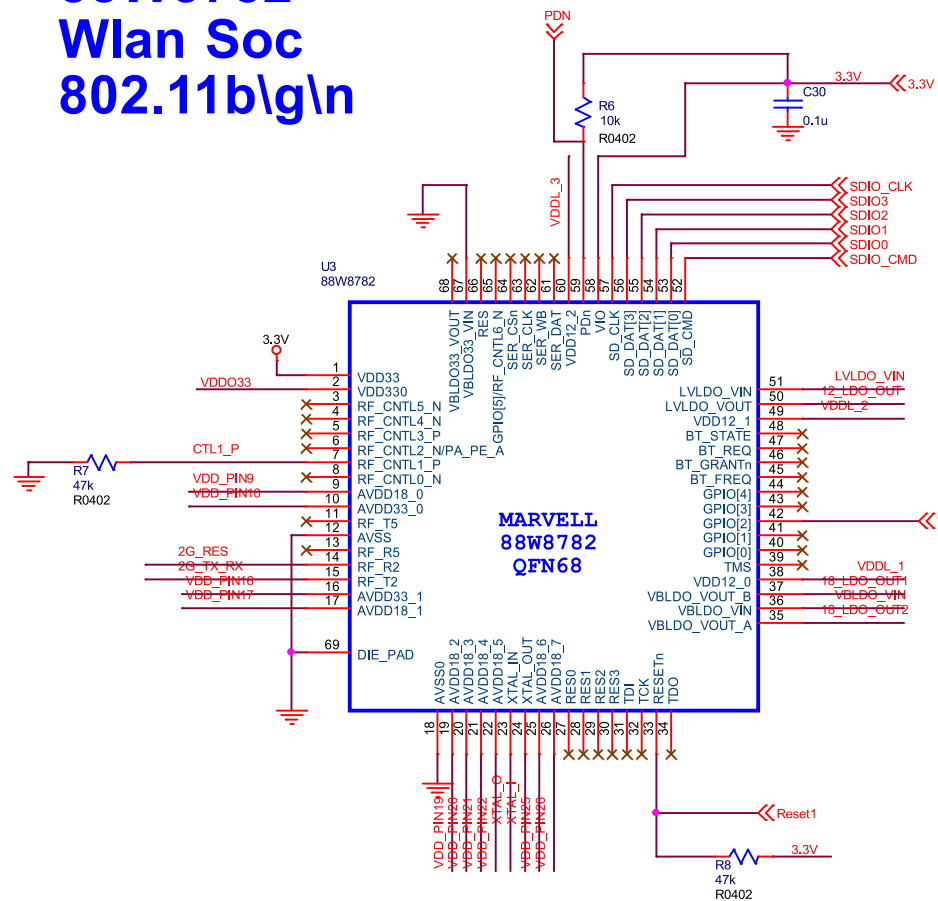 88W8782
Wlan Soc
802.11b\g\n
PDN
R6
10k
R0402
3.3V
3.3V
C30
0.1u
VDDL_3
SDIO_CLK
SDIO3
SDIO2
SDIO1
SDIO0
SDIO_CMD
U3
88W8782
68
67
66
65
64
63
62
61
60
59
58
57
56
55
54
53
52
VBLDO33_VOUT
VBLDO33_VIN
RES
GPIO[5]/RF_CNTL6_N
SER_CSn
SER_CLK
SER_WB
SER_DAT
VDD12_2
PDn
VIO
SD_CLK
SD_DAT[3]
SD_DAT[2]
SD_DAT[1]
SD_DAT[0]
SD_CMD
3.3V
1
VDD33
VDDO33
2
VDD330
3
RF_CNTL5_N
4
RF_CNTL4_N
5
RF_CNTL3_P
6
RF_CNTL2_N/PA_PE_A
R7
47k
R0402
CTL1_P
7
RF_CNTL1_P
8
RF_CNTL0_N
VDD_PIN9
9
AVDD18_0
VDD_PIN10
10
AVDD33_0
11
RF_T5
12
AVSS
13
RF_R5
2G_RES
14
RF_R2
2G_TX_RX
15
RF_T2
VDD_PIN16
16
AVDD33_1
VDD_PIN17
17
AVDD18_1
69
DIE_PAD
MARVELL
88W8782
QFN68
LVLDO_VIN
51
LVLDO_VIN
LVLDO_VOUT
50
12_LDO_OUT
VDD12_1
49
VDDL_2
BT_STATE
48
BT_REQ
47
BT_GRANTn
46
BT_FREQ
45
GPIO[4]
44
GPIO[3]
43
GPIO[2]
42
GPIO[1]
41
GPIO[0]
40
TMS
39
VDD12_0
38
VDDL_1
VBLDO_VOUT_B
37
18_LDO_OUT1
VBLDO_VIN
36
VBLDO_VIN
VBLDO_VOUT_A
35
18_LDO_OUT2
AVSS0
AVDD18_2
AVDD18_3
AVDD18_4
AVDD18_5
XTAL_IN
XTAL_OUT
AVDD18_6
AVDD18_7
RES0
RES1
RES2
RES3
TDI
TCK
RESETn
TDO
18
19
20
21
22
23
24
25
26
27
28
29
30
31
32
33
34
VDD_PIN19
VDD_PIN20
VDD_PIN21
VDD_PIN22
XTAL_O
XTAL_I
VDD_PIN25
VDD_PIN26
Reset1
R8
47k
R0402
3.3V